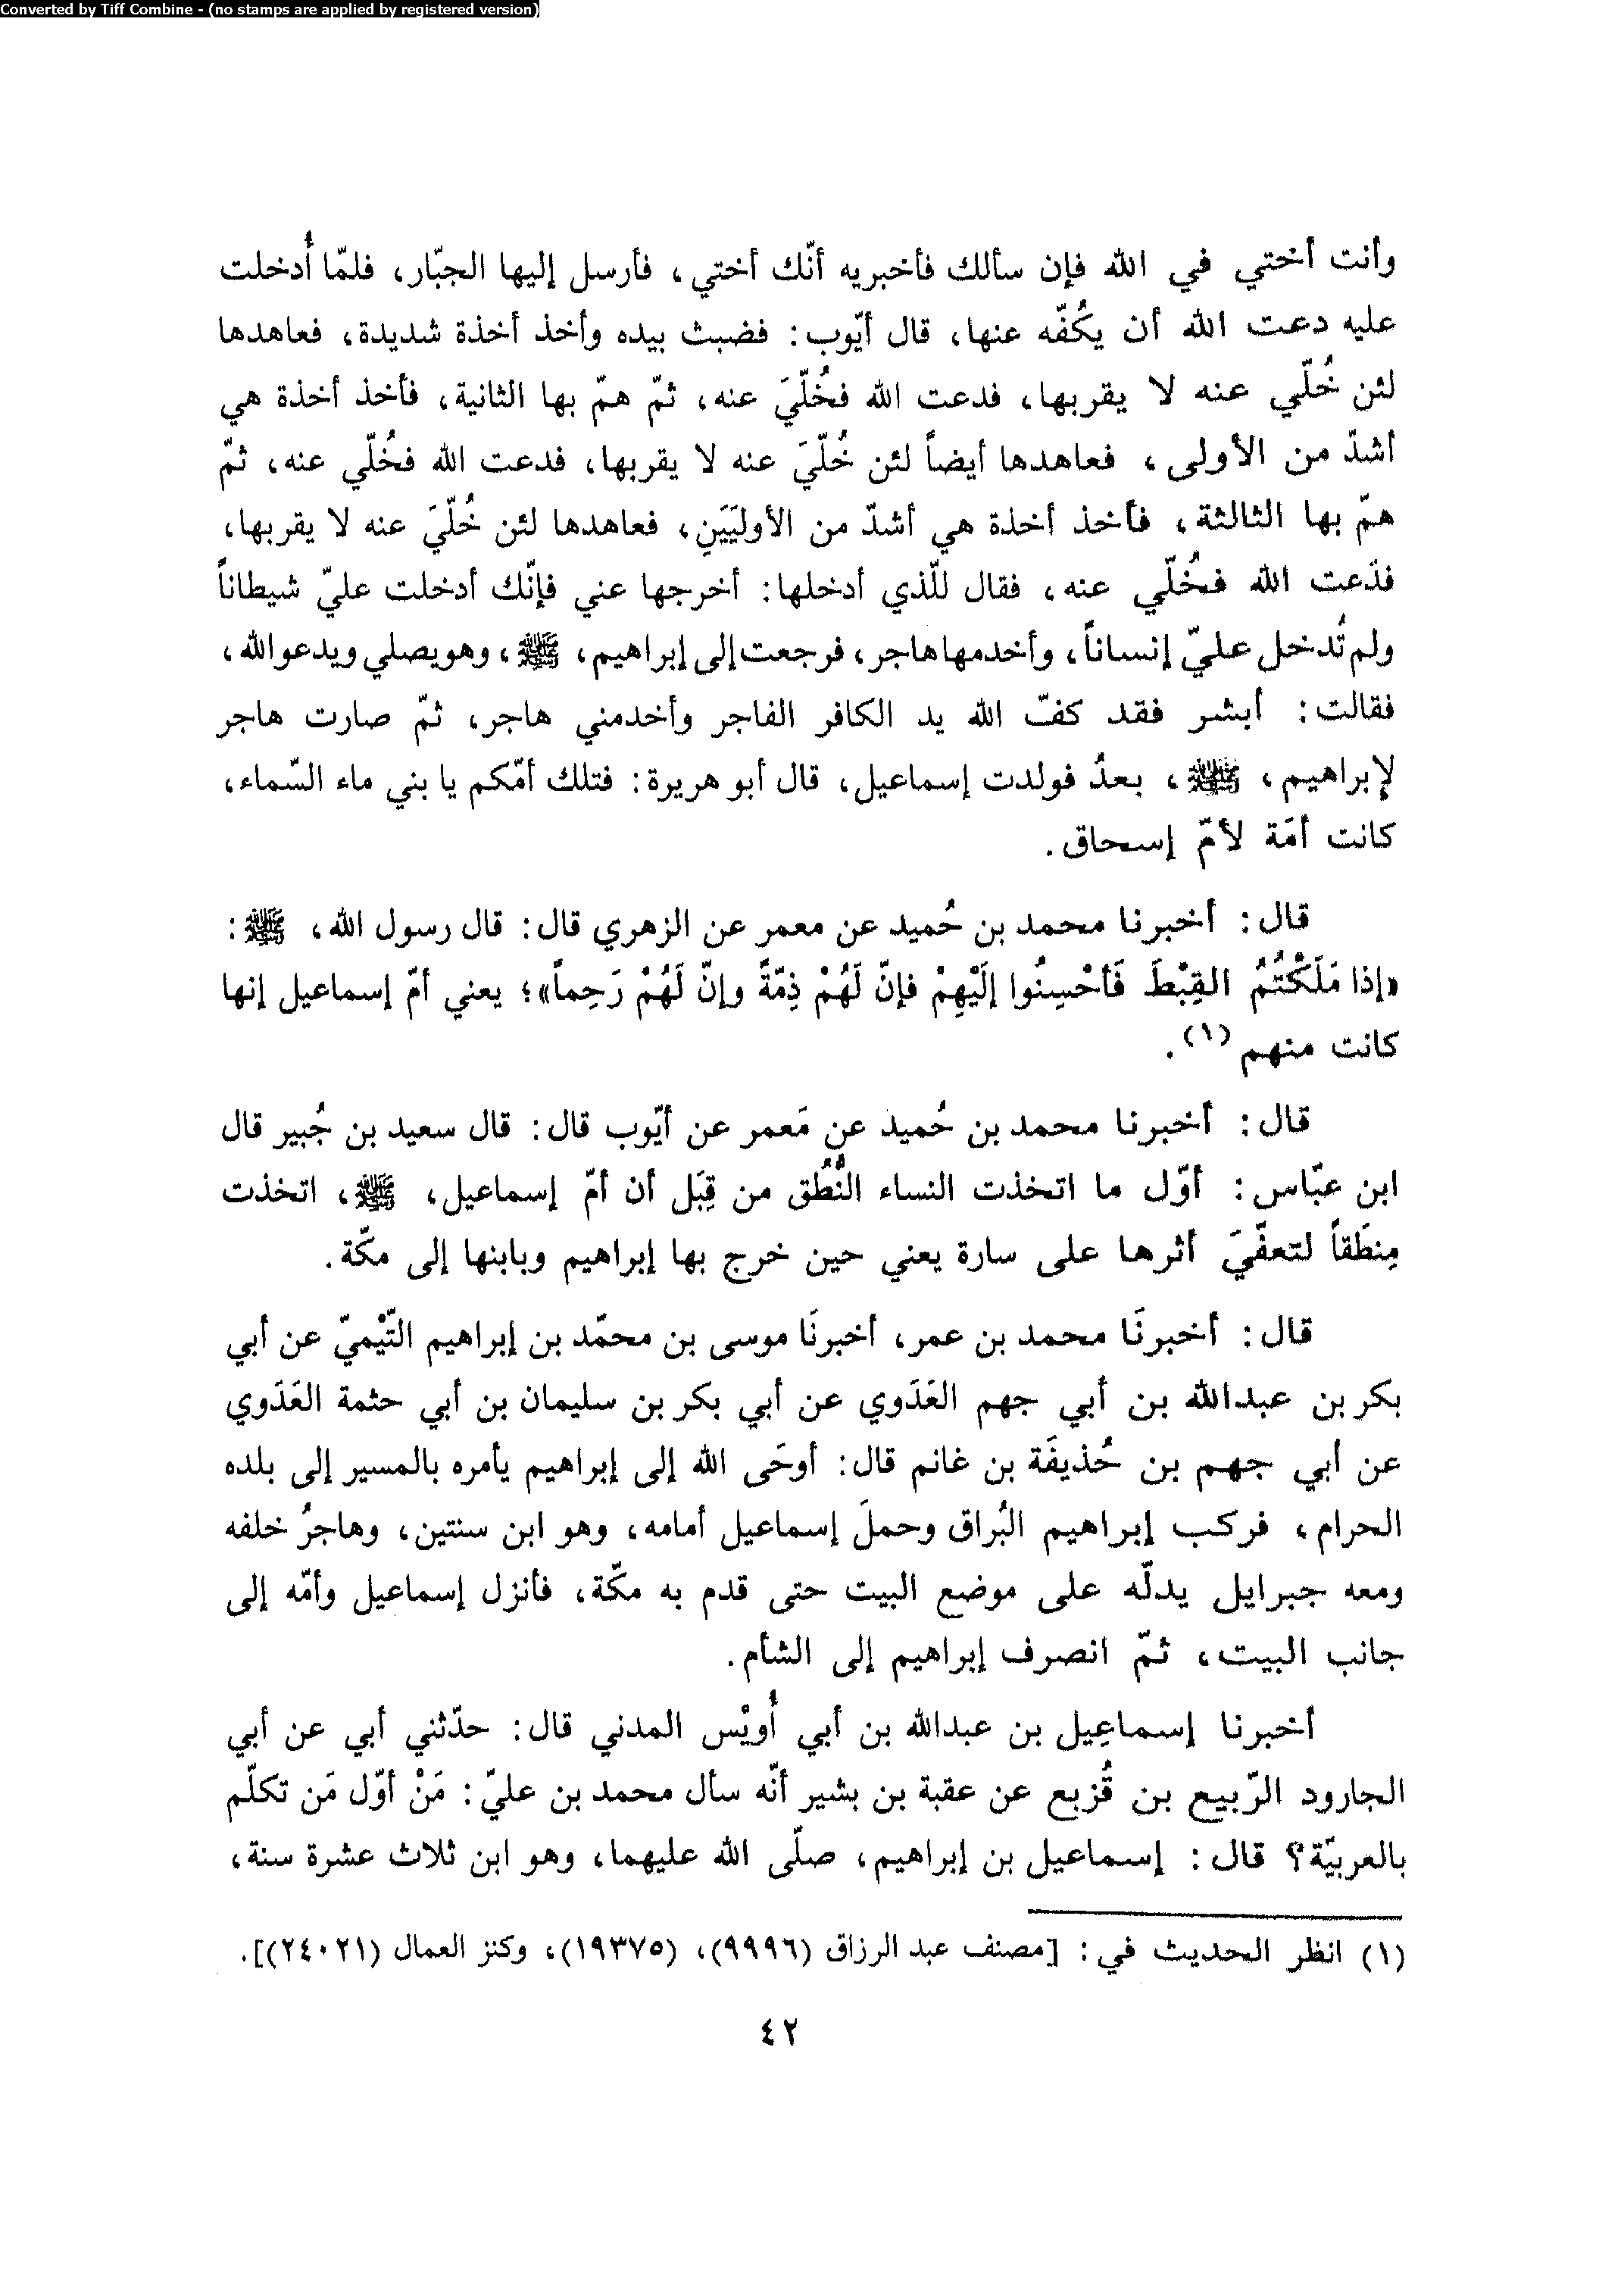 Converted by Tiff Combine - (no stamps are applied by registered version)
وأنت أختي في الله فإن سألك فأخبريه أنّك أختي، فأرسل إليها الجبّار، فلمّا أُدخلت
عليه دعت الله أن يكُفّه عنها، قال أيّوب: فضبث بيده وأخذ أخذة شديدة، فعاهدها
لئن خُلّي عنه لا يقربها، فدعت الله فخُلّيَ عنه، ثمّ همّ بها الثانية، فأخذ أخذة هي
أشدّ من الأولى، فعاهدها أيضاً لئن خُلّيَ عنه لا يقربها، فدعت الله فخُلّي عنه، ثمّ
همّ بها الثالثة، فأخذ أخذة هي أشدّ من الأوليَين، فعاهدها لئن خُلّيَ عنه لا يقربها،
فدَعت الله فخُلّي عنه، فقال للّذي أدخلها: أخرجها عني فإنّك أدخلت عليّ شيطاناً
ولم تُدخل عليّ إنساناً، وأخدمها هاجر، فرجعت إلى إبراهيم، ﷺ، وهو يصلي ويدعو الله،
فقالت: أبشر فقد كفّ الله يد الكافر الفاجر وأخدمني هاجر، ثمّ صارت هاجر
لإبراهيم، ﷺ، بعدُ فولدت إسماعيل، قال أبو هريرة: فتلك أمّكم يا بني ماء السّماء،
كانت أمَة لأمّ إسحاق.
قال: أخبرنا محمد بن حُميد عن معمر عن الزهري قال: قال رسول الله، ﷺ:
«إذا مَلَكْتُمُ القِبْطَ فَأحْسِنُوا إلَيْهِمْ فإنّ لَهُمْ ذِمّةً وإنّ لَهُمْ رَحِماً»؛ يعني أمّ إسماعيل إنها
كانت منهم (١).
قال: أخبرنا محمد بن حُميد عن مَعمر عن أيّوب قال: قال سعيد بن جُبير قال
ابن عبّاس: أوّل ما اتخذت النساء النُّطُق من قِبَل أن أمّ إسماعيل، ﷺ، اتخذت
مِنطَقاً لتعفّيَ أثرها على سارة يعني حين خرج بها إبراهيم وبابنها إلى مكّة.
قال: أخبرنَا محمد بن عمر، أخبرنَا موسى بن محمّد بن إبراهيم التّيْميّ عن أبي
بكر بن عبدالله بن أبي جهم العَدَوي عن أبي بكر بن سليمان بن أبي حثمة العَدَوي
عن أبي جهم بن حُذيفَة بن غانم قال: أوحَى الله إلى إبراهيم يأمره بالمسير إلى بلده
الحرام، فركب إبراهيم البُراق وحملَ إسماعيل أمامه، وهو ابن سنتين، وهاجرُ خلفه
ومعه جبرايل يدلّه على موضع البيت حتى قدم به مكّة، فأنزل إسماعيل وأمّه إلى
جانب البيت، ثمّ انصرف إبراهيم إلى الشأم.
أخبرنا إسماعِيل بن عبدالله بن أبي أُويْس المدني قال: حدّثني أبي عن أبي
الجارود الرّبيع بن قُزيع عن عقبة بن بشير أنّه سأل محمد بن عليّ: مَنْ أوّل مَن تكلّم
بالعربيّة؟ قال: إسماعيل بن إبراهيم، صلّى الله عليهما، وهو ابن ثلاث عشرة سنة،
(١) انظر الحديث في: [مصنف عبد الرزاق (٩٩٩٦)، (١٩٣٧٥)، وكنز العمال (٢٤٠٢١)].
٤٢